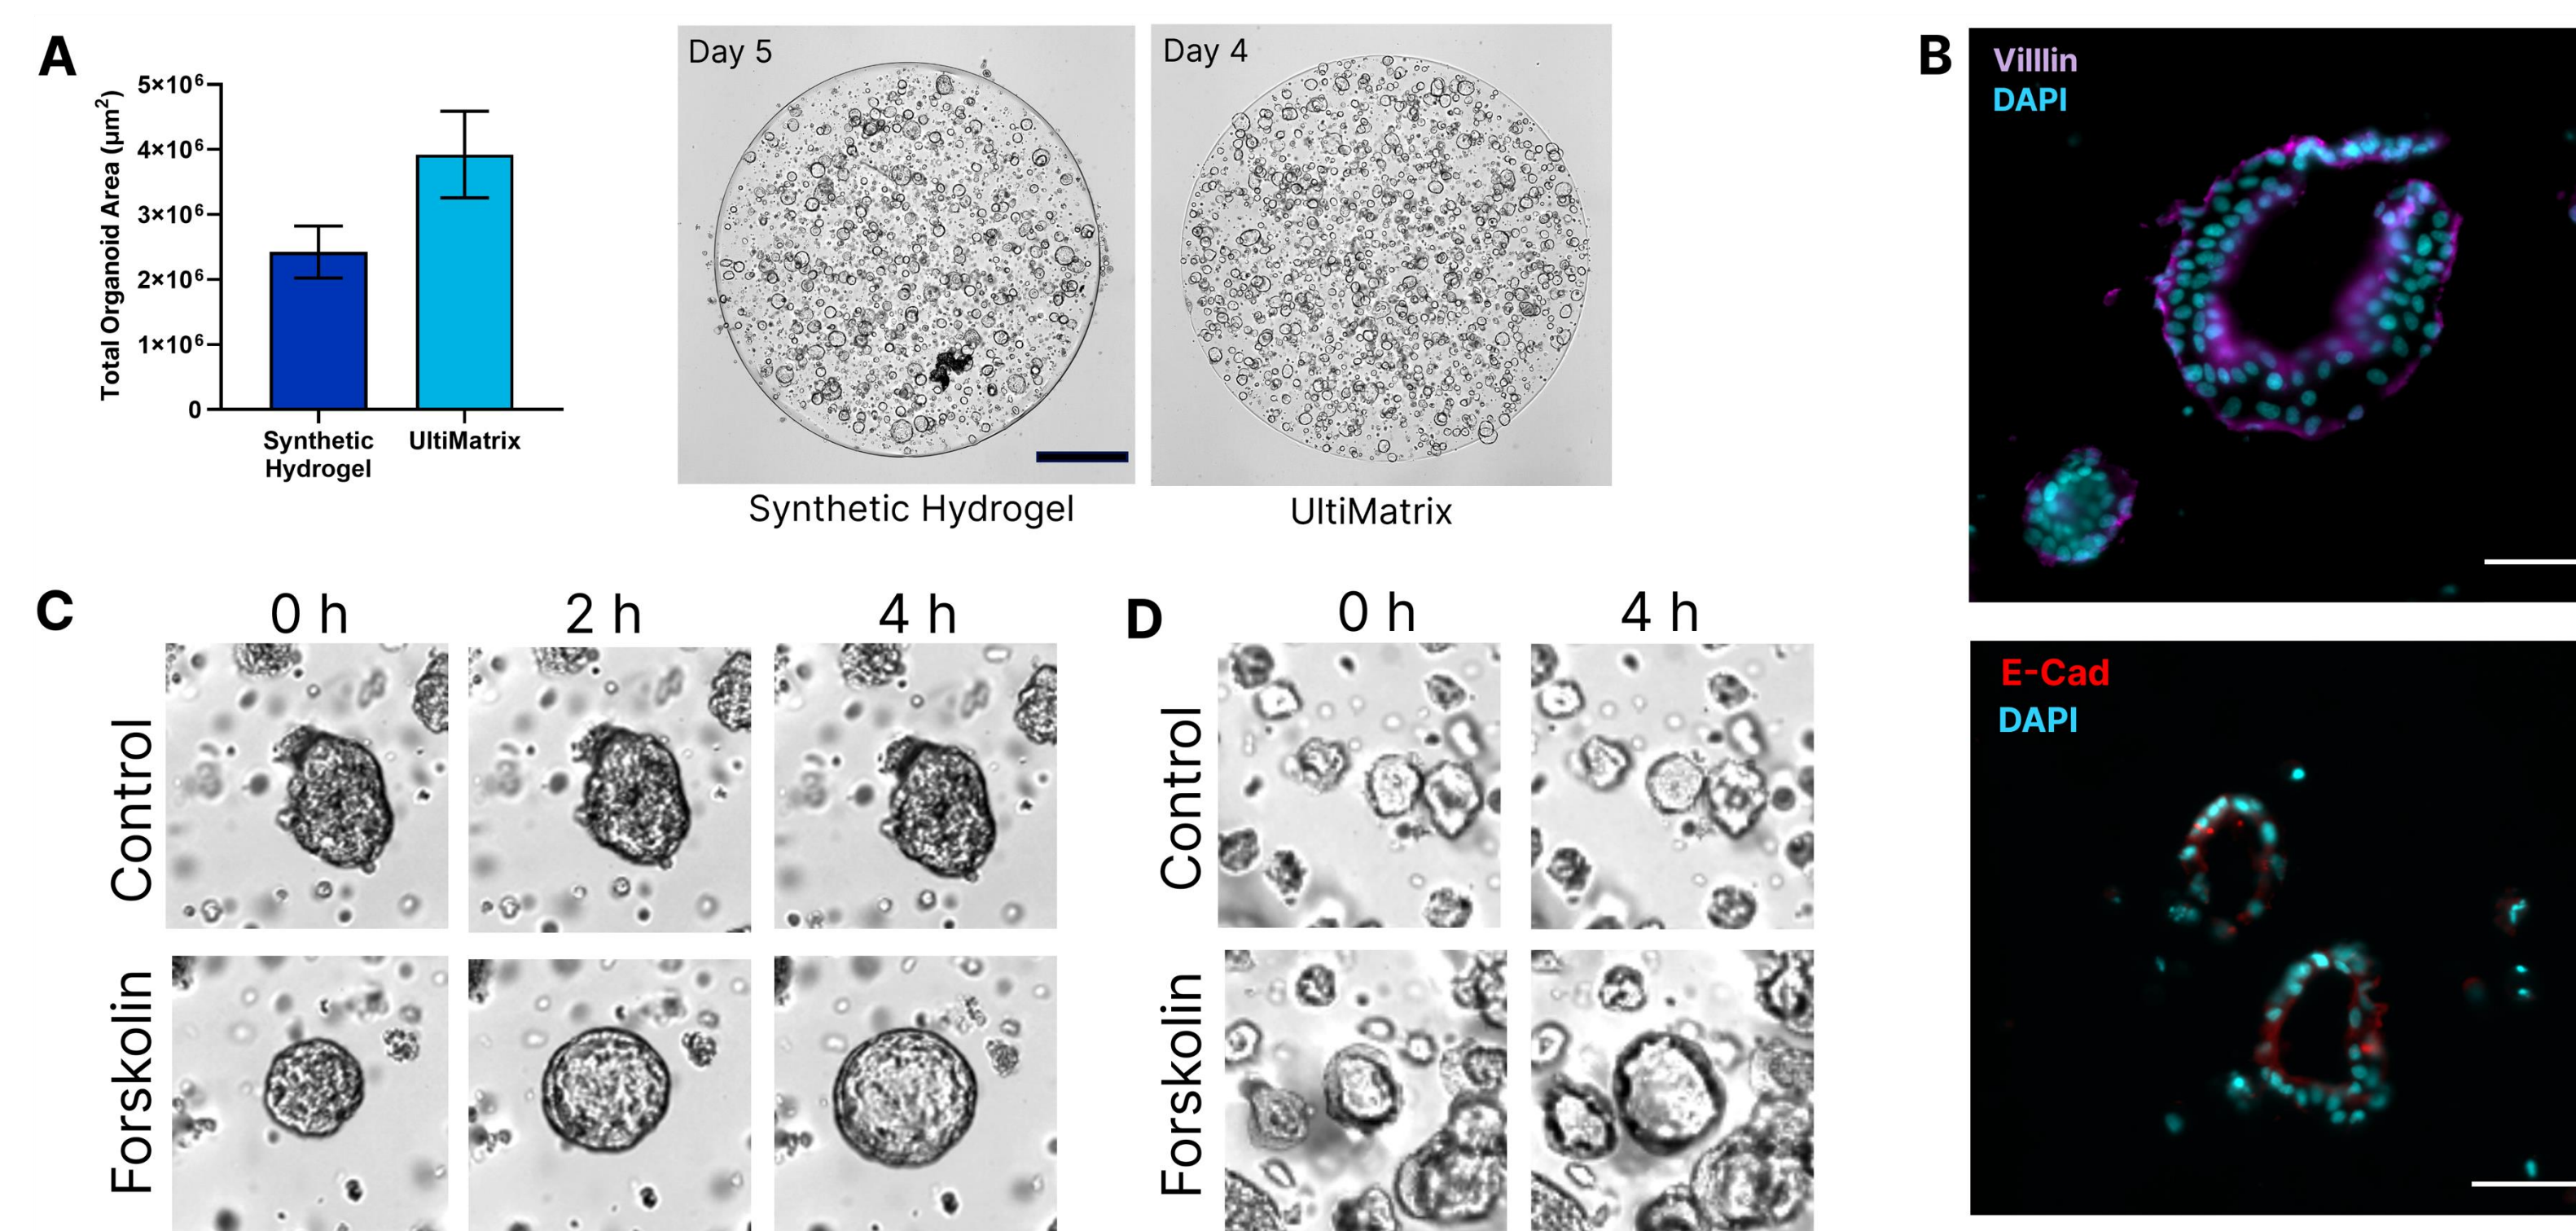 A
5×10⁶
4×10⁶
3×10⁶
2×10⁶
1×10⁶
0
Total Organoid Area (µm²)
Synthetic
Hydrogel
UltiMatrix
Day 5
Synthetic Hydrogel
Day 4
UltiMatrix
B
Villlin
DAPI
E-Cad
DAPI
C
0 h
2 h
4 h
Control
Forskolin
D
0 h
4 h
Control
Forskolin